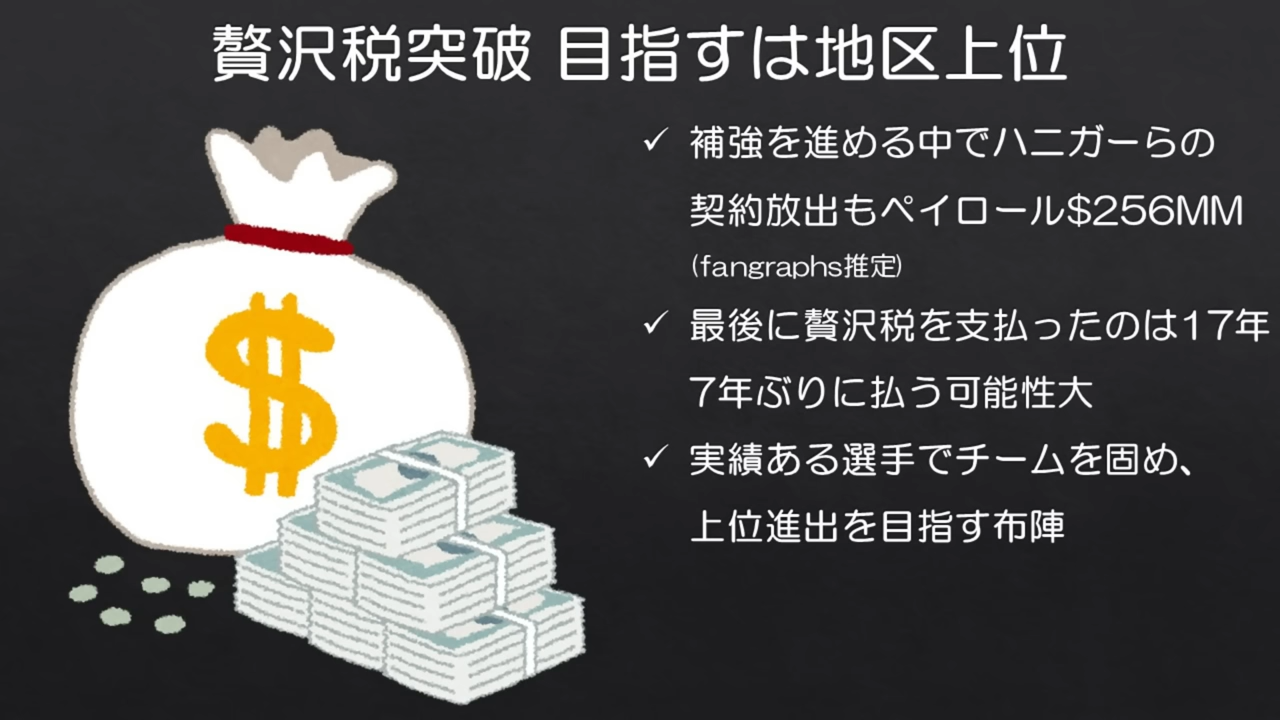 贅沢税突破 目指すは地区上位
✓ 補強を進める中でハニガーらの
契約放出もペイロール$256MM
(fangraphs推定)
✓ 最後に贅沢税を支払ったのは17年
7年ぶりに払う可能性大
✓ 実績ある選手でチームを固め、
上位進出を目指す布陣
$